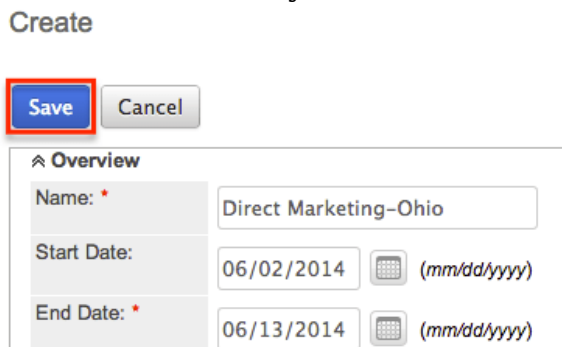 Create
Save Cancel
Overview
Name: * Direct Marketing-Ohio
Start Date: 06/02/2014 (mm/dd/yyyy)
End Date: * 06/13/2014 (mm/dd/yyyy)